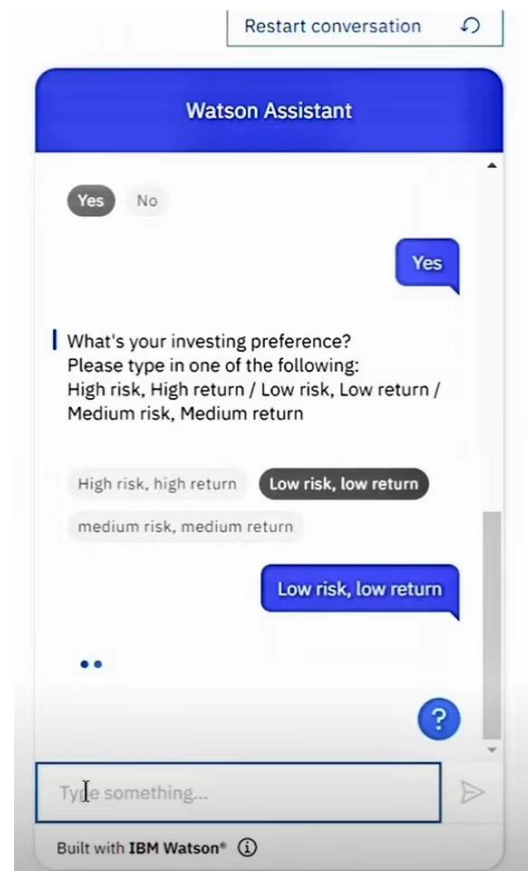 Restart conversation
Watson Assistant
Yes No
Yes
What's your investing preference?
Please type in one of the following:
High risk, High return / Low risk, Low return /
Medium risk, Medium return
High risk, high return Low risk, low return
medium risk, medium return
Low risk, low return
?
Type something...
Built with IBM Watson®